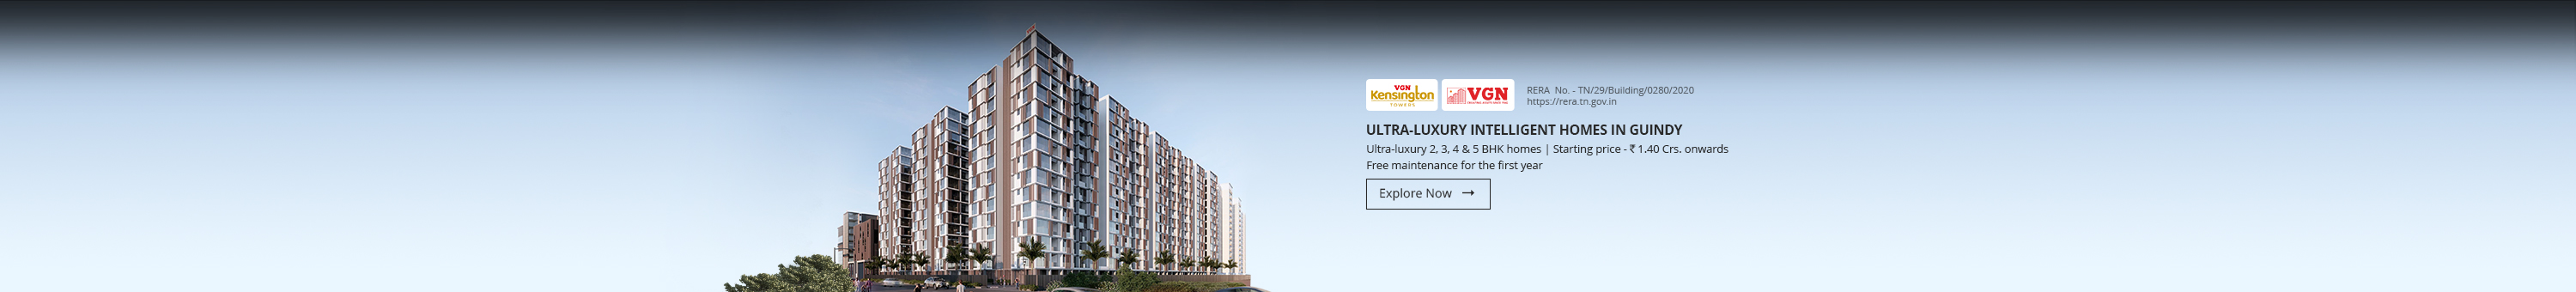 VGN
Kensington
TOWERS
VGN
RERA No. - TN/29/Building/0280/2020
https://rera.tn.gov.in
ULTRA-LUXURY INTELLIGENT HOMES IN GUINDY
Ultra-luxury 2, 3, 4 & 5 BHK homes | Starting price - ₹ 1.40 Crs. onwards
Free maintenance for the first year
Explore Now →